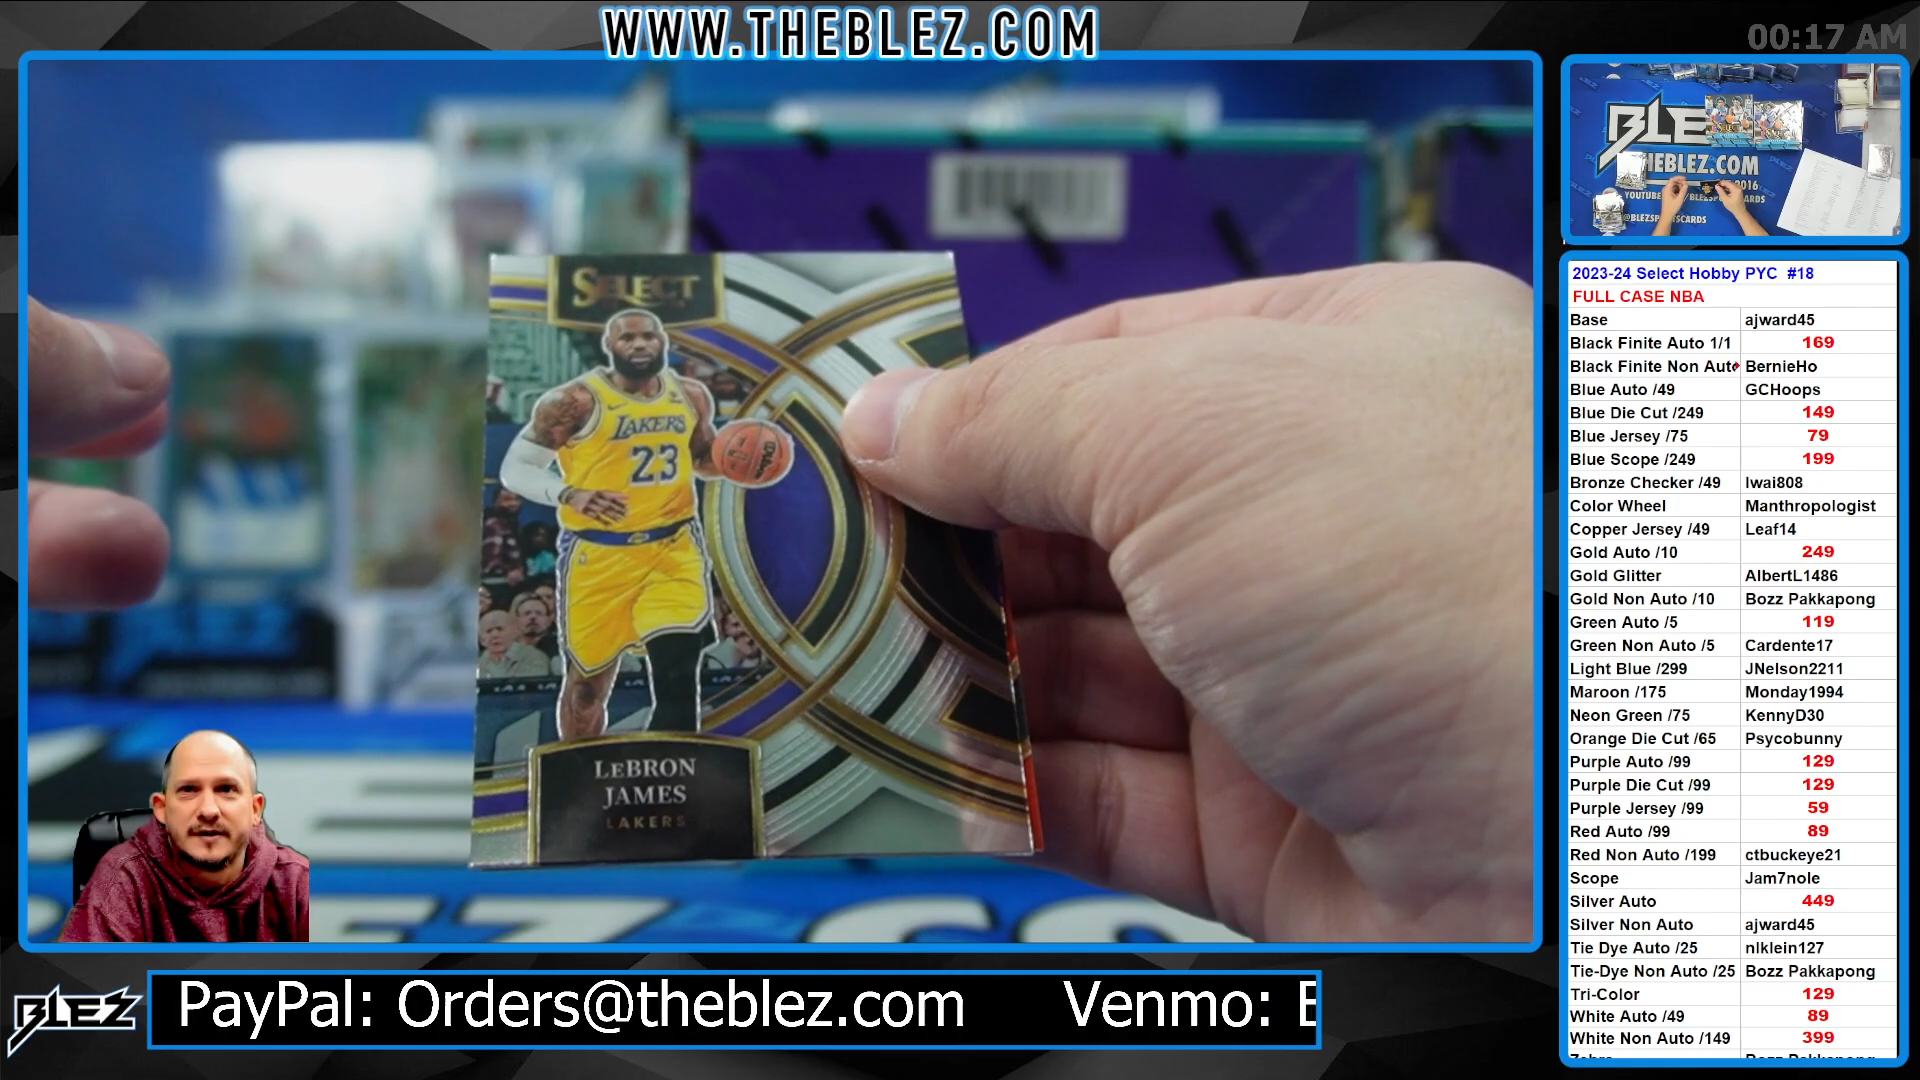 WWW.THEBLEZ.COM
00:17 AM
SELECT
LAKERS
23
LEBRON
JAMES
LAKERS
BLE
THEBLEZ.COM
2016
YOUTUBE
@BLEZSPORTSCARDS
2023-24 Select Hobby PYC #18
FULL CASE NBA
Base ajward45
Black Finite Auto 1/1 169
Black Finite Non Aut BernieHo
Blue Auto /49 GCHoops
Blue Die Cut /249 149
Blue Jersey /75 79
Blue Scope /249 199
Bronze Checker /49 Iwai808
Color Wheel Manthropologist
Copper Jersey /49 Leaf14
Gold Auto /10 249
Gold Glitter AlbertL1486
Gold Non Auto /10 Bozz Pakkapong
Green Auto /5 119
Green Non Auto /5 Cardente17
Light Blue /299 JNelson2211
Maroon /175 Monday1994
Neon Green /75 KennyD30
Orange Die Cut /65 Psycobunny
Purple Auto /99 129
Purple Die Cut /99 129
Purple Jersey /99 59
Red Auto /99 89
Red Non Auto /199 ctbuckeye21
Scope Jam7nole
Silver Auto 449
Silver Non Auto ajward45
Tie Dye Auto /25 nlklein127
Tie-Dye Non Auto /25 Bozz Pakkapong
Tri-Color 129
White Auto /49 89
White Non Auto /149 399
BLEZ
PayPal: Orders@theblez.com Venmo: